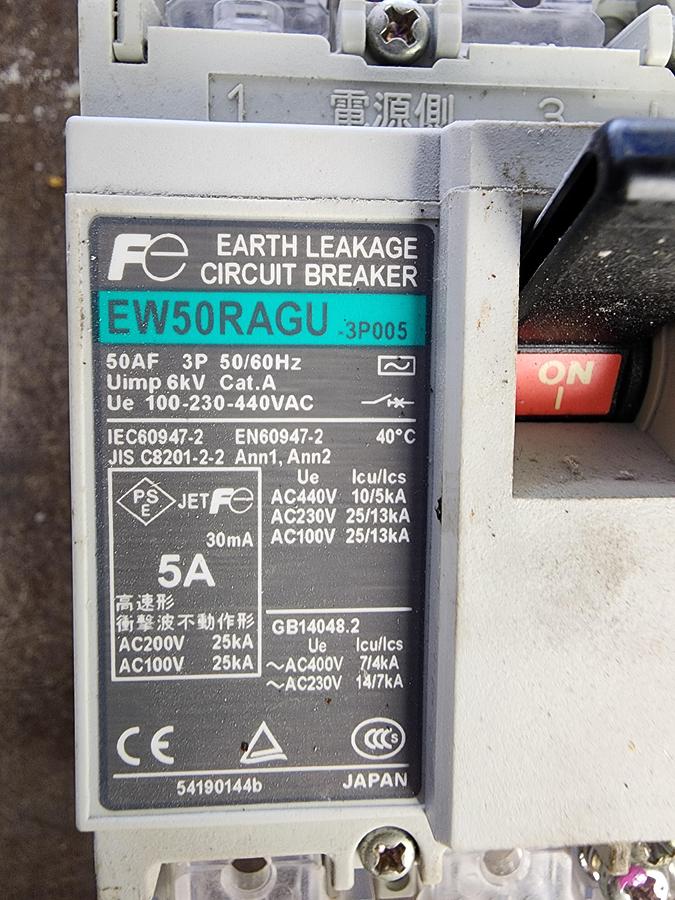 1 電源側 3
Fe EARTH LEAKAGE
CIRCUIT BREAKER
EW50RAGU -3P005
50AF 3P 50/60Hz
Uimp 6kV Cat.A
Ue 100-230-440VAC
ON
I
IEC60947-2 EN60947-2 40°C
JIS C8201-2-2 Ann1, Ann2
Ue Icu/Ics
AC440V 10/5kA
AC230V 25/13kA
AC100V 25/13kA
PS
E
JET Fe
30mA
5A
高速形
衝撃波不動作形
AC200V 25kA
AC100V 25kA
GB14048.2
Ue Icu/Ics
~AC400V 7/4kA
~AC230V 14/7kA
CE
CCC S
54190144b JAPAN